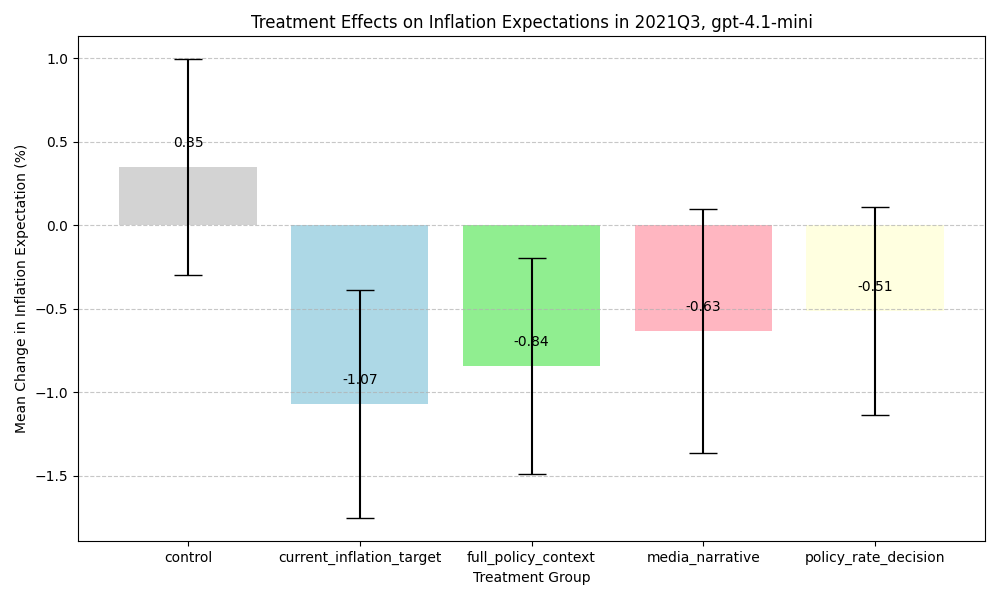 Treatment Effects on Inflation Expectations in 2021Q3, gpt-4.1-mini
Mean Change in Inflation Expectation (%)
1.0
0.5
0.0
−0.5
−1.0
−1.5
0.35
-1.07
-0.84
-0.63
-0.51
control
current_inflation_target
full_policy_context
media_narrative
policy_rate_decision
Treatment Group